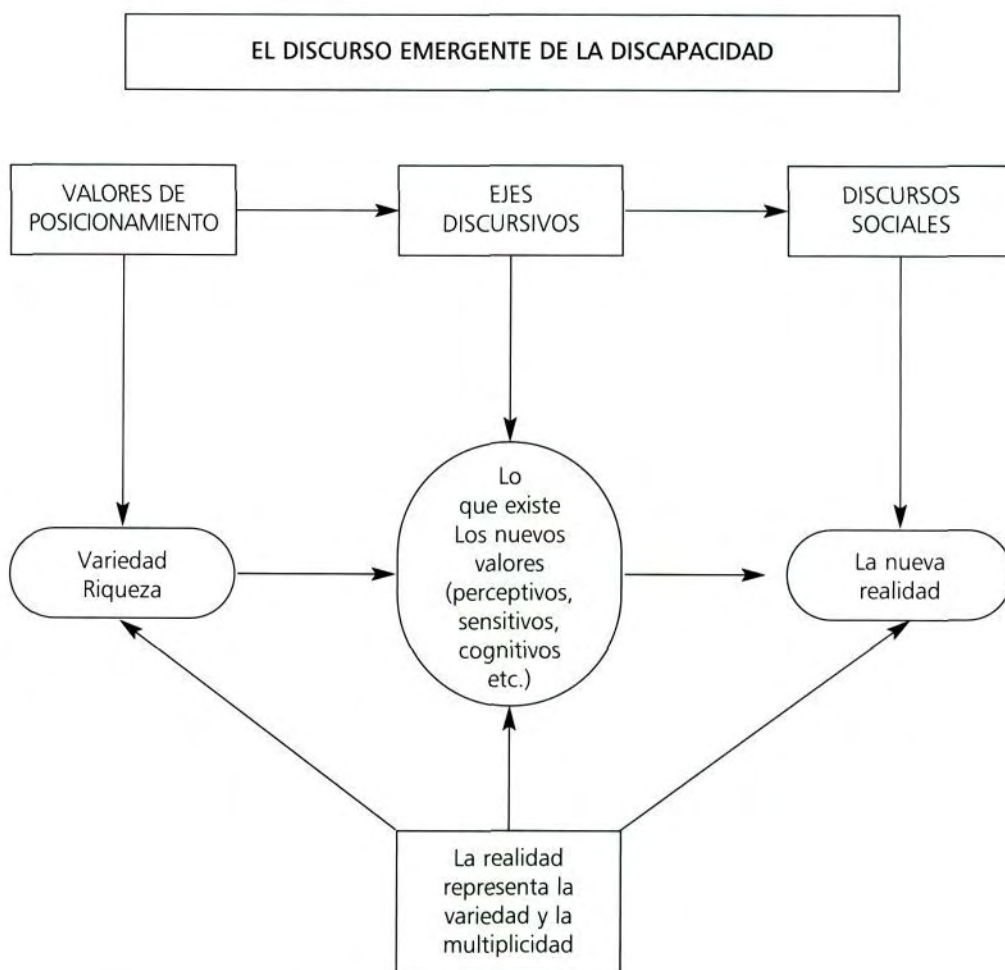 EL DISCURSO EMERGENTE DE LA DISCAPACIDAD
VALORES DE
POSICIONAMIENTO
EJES
DISCURSIVOS
DISCURSOS
SOCIALES
Variedad
Riqueza
Lo
que existe
Los nuevos
valores
(perceptivos,
sensitivos,
cognitivos
etc.)
La nueva
realidad
La realidad
representa la
variedad y la
multiplicidad